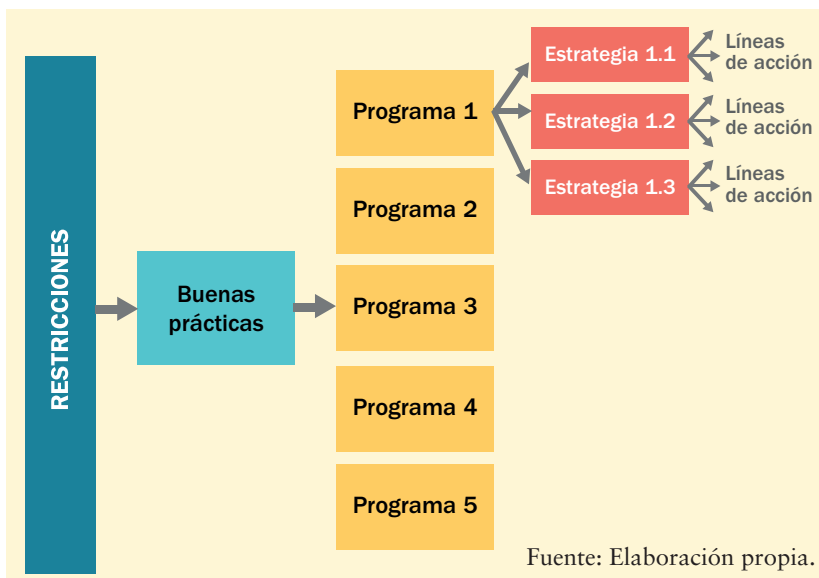 RESTRICCIONES
Buenas
prácticas
Programa 1
Programa 2
Programa 3
Programa 4
Programa 5
Estrategia 1.1
Líneas
de acción
Estrategia 1.2
Líneas
de acción
Estrategia 1.3
Líneas
de acción
Fuente: Elaboración propia.